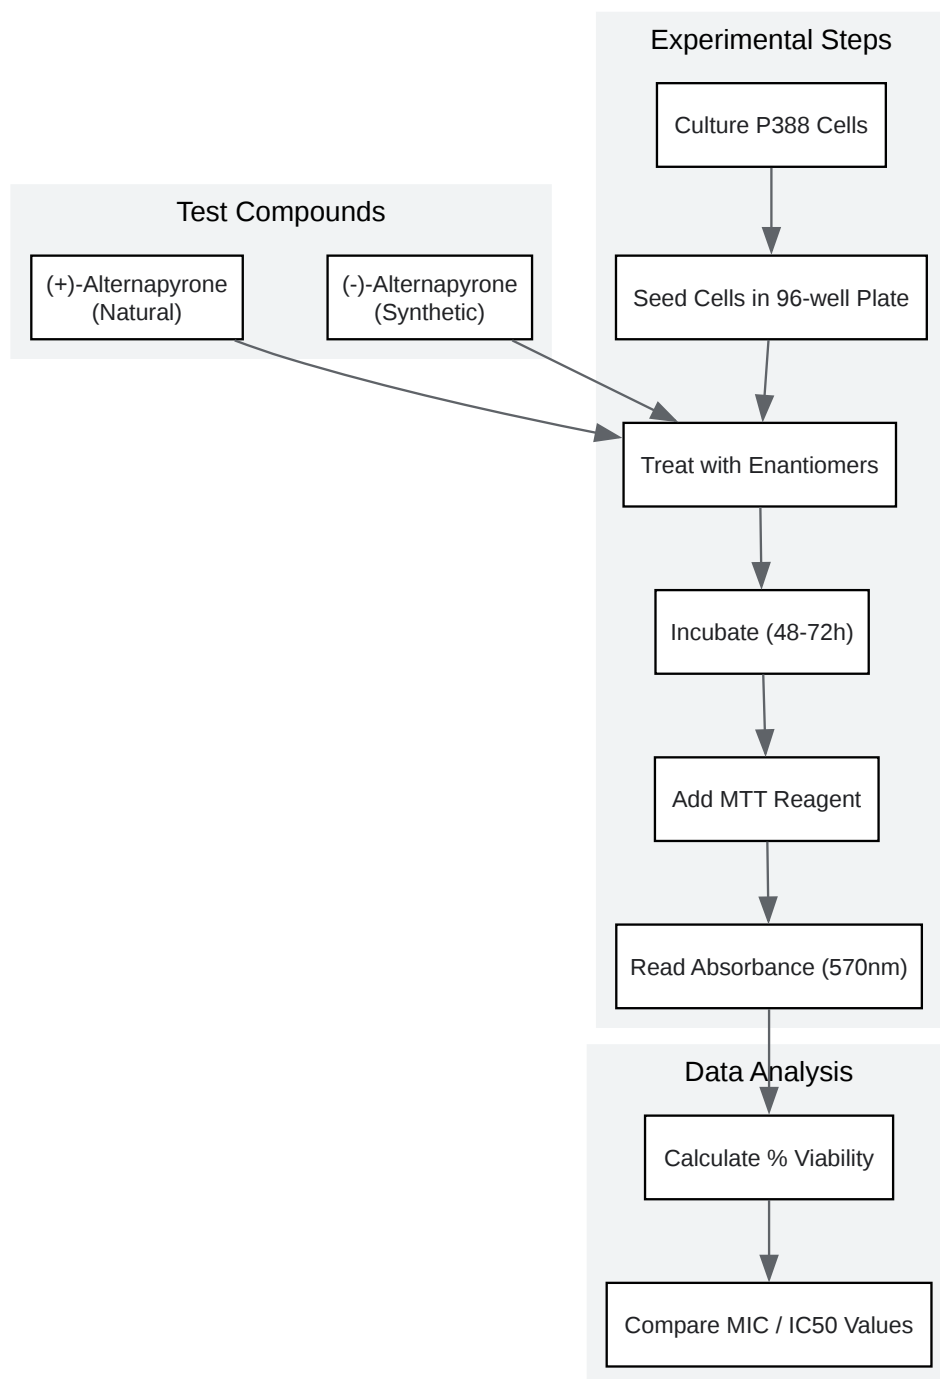 Experimental Steps
Culture P388 Cells
Test Compounds
(+)-Alternapyrone
(Natural)
(-)-Alternapyrone
(Synthetic)
Seed Cells in 96-well Plate
Treat with Enantiomers
Incubate (48-72h)
Add MTT Reagent
Read Absorbance (570nm)
Data Analysis
Calculate % Viability
Compare MIC / IC50 Values